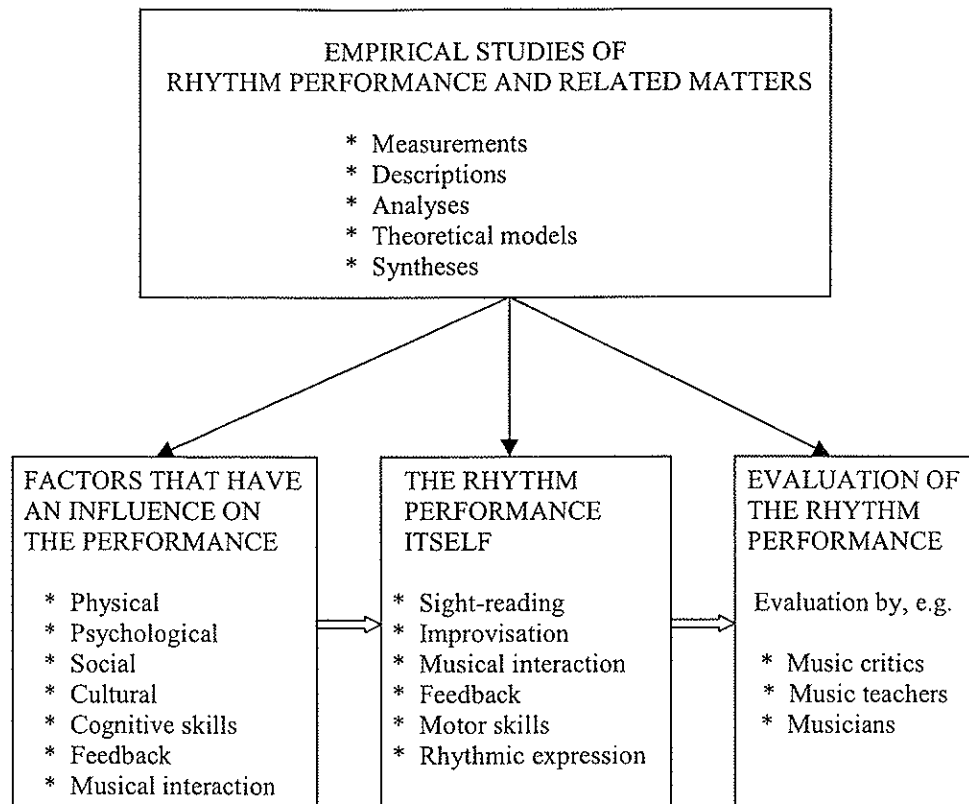 EMPIRICAL STUDIES OF
RHYTHM PERFORMANCE AND RELATED MATTERS
* Measurements
* Descriptions
* Analyses
* Theoretical models
* Syntheses
FACTORS THAT HAVE
AN INFLUENCE ON
THE PERFORMANCE
* Physical
* Psychological
* Social
* Cultural
* Cognitive skills
* Feedback
* Musical interaction
THE RHYTHM
PERFORMANCE
ITSELF
* Sight-reading
* Improvisation
* Musical interaction
* Feedback
* Motor skills
* Rhythmic expression
EVALUATION OF
THE RHYTHM
PERFORMANCE
Evaluation by, e.g.
* Music critics
* Music teachers
* Musicians